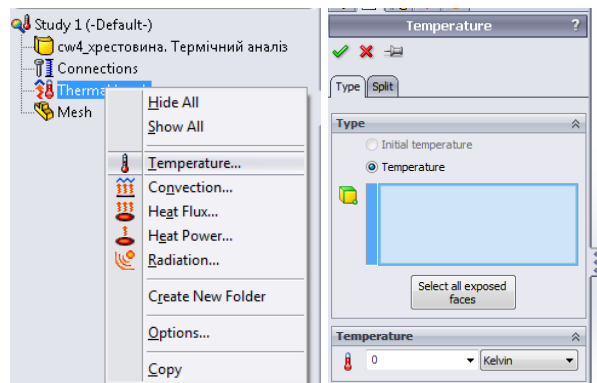 Study 1 (-Default-)
cw4_хрестовина. Термічний аналіз
Connections
Mesh
Hide All
Show All
Temperature...
Convection...
Heat Flux...
Heat Power...
Radiation...
Create New Folder
Options...
Copy
Temperature ?
Type Split
Type
Initial temperature
Temperature
Select all exposed
faces
Temperature
0 Kelvin